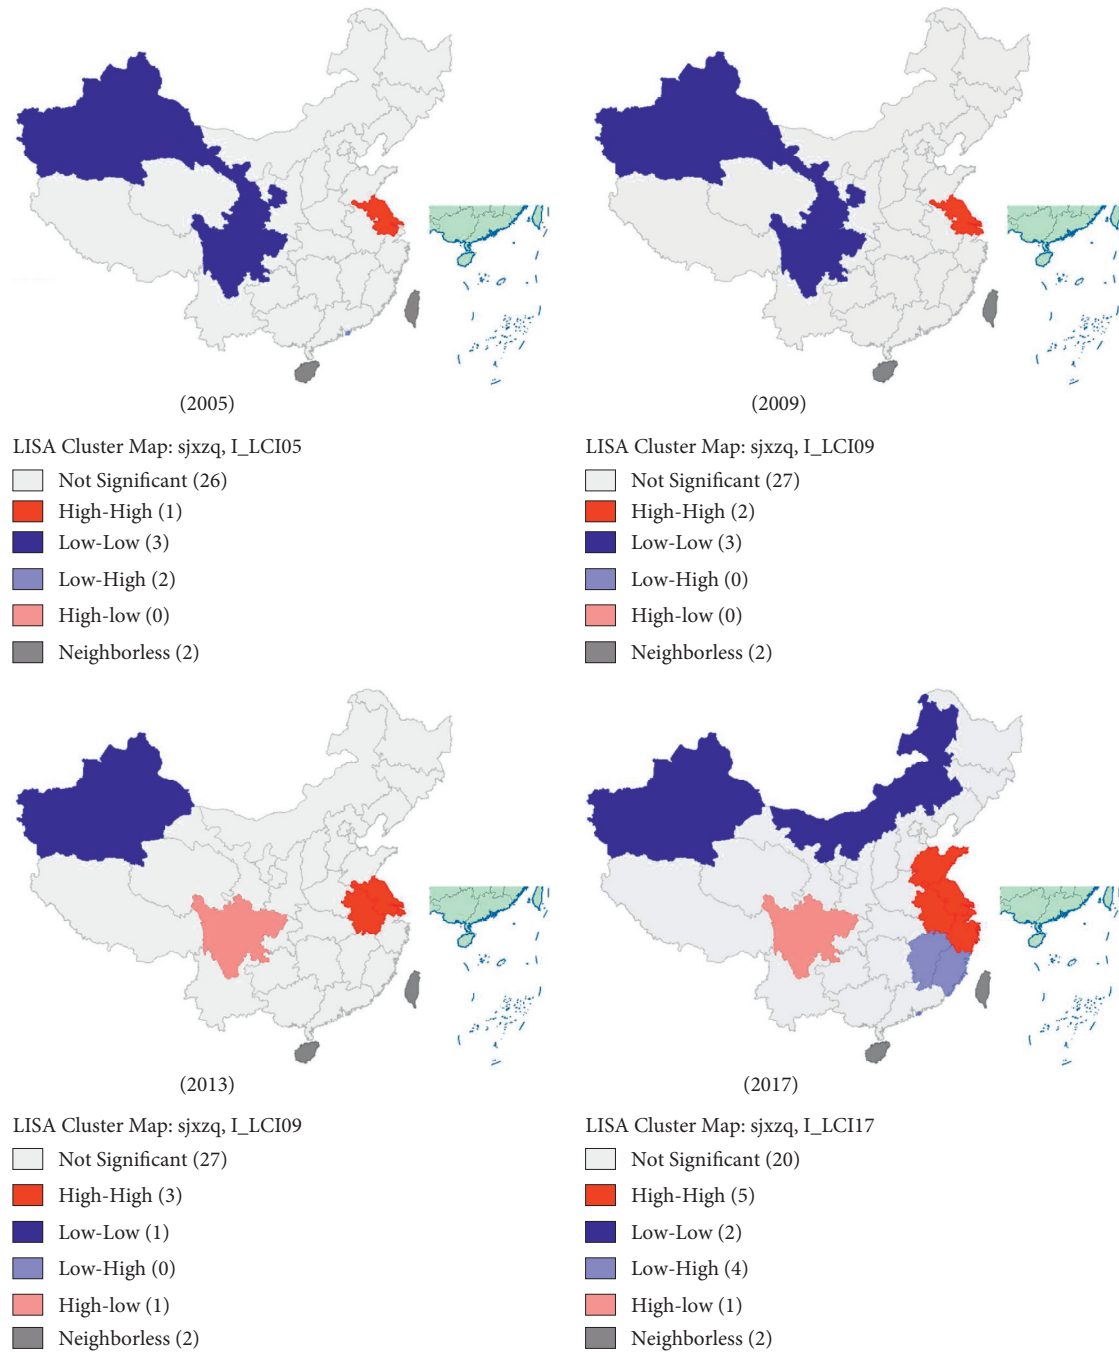 (2005)
LISA Cluster Map: sjxzq, I_LCI05
Not Significant (26)
High-High (1)
Low-Low (3)
Low-High (2)
High-low (0)
Neighborless (2)
(2009)
LISA Cluster Map: sjxzq, I_LCI09
Not Significant (27)
High-High (2)
Low-Low (3)
Low-High (0)
High-low (0)
Neighborless (2)
(2013)
LISA Cluster Map: sjxzq, I_LCI09
Not Significant (27)
High-High (3)
Low-Low (1)
Low-High (0)
High-low (1)
Neighborless (2)
(2017)
LISA Cluster Map: sjxzq, I_LCI17
Not Significant (20)
High-High (5)
Low-Low (2)
Low-High (4)
High-low (1)
Neighborless (2)